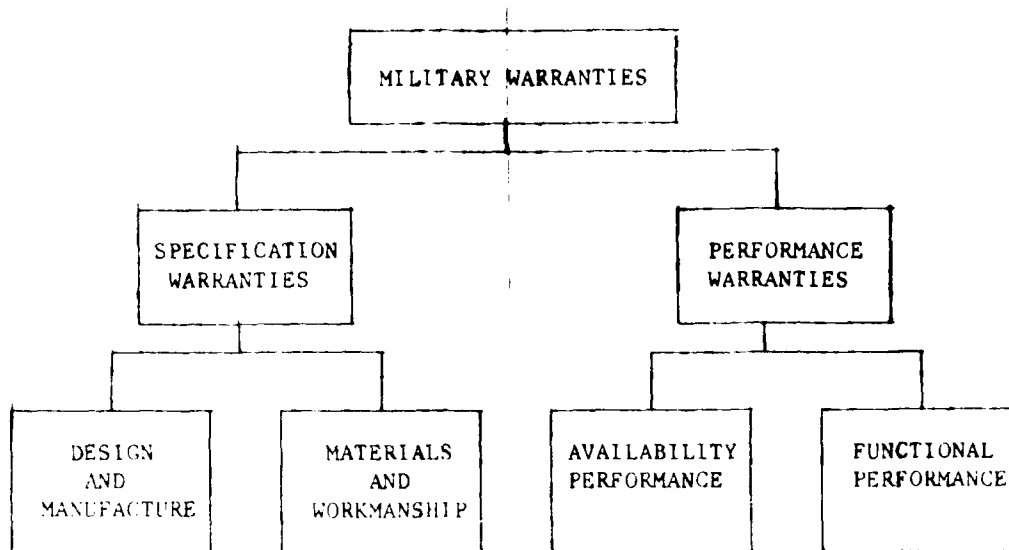 MILITARY WARRANTIES
SPECIFICATION
WARRANTIES
PERFORMANCE
WARRANTIES
DESIGN
AND
MANUFACTURE
MATERIALS
AND
WORKMANSHIP
AVAILABILITY
PERFORMANCE
FUNCTIONAL
PERFORMANCE